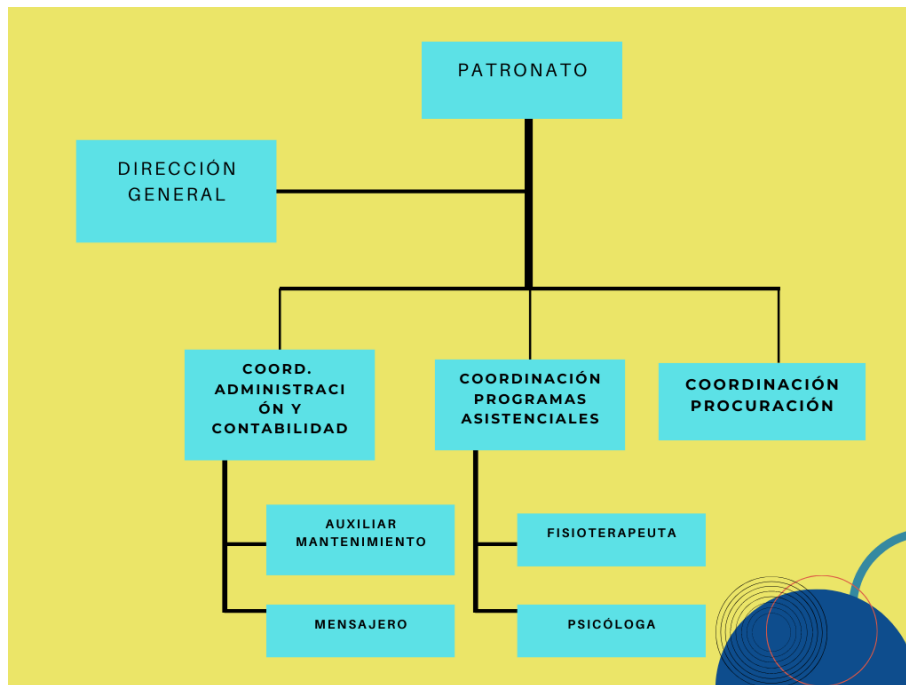 PATRONATO
DIRECCIÓN
GENERAL
COORD.
ADMINISTRACI
ÓN Y
CONTABILIDAD
COORDINACIÓN
PROGRAMAS
ASISTENCIALES
COORDINACIÓN
PROCURACIÓN
AUXILIAR
MANTENIMIENTO
FISIOTERAPEUTA
MENSAJERO
PSICÓLOGA